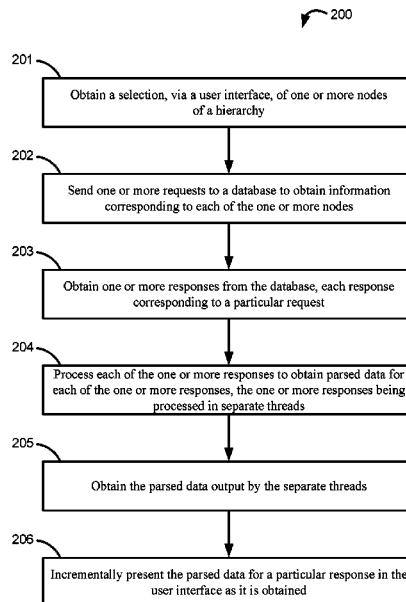 200
201
Obtain a selection, via a user interface, of one or more nodes
of a hierarchy
202
Send one or more requests to a database to obtain information
corresponding to each of the one or more nodes
203
Obtain one or more responses from the database, each response
corresponding to a particular request
204
Process each of the one or more responses to obtain parsed data for
each of the one or more responses, the one or more responses being
processed in separate threads
205
Obtain the parsed data output by the separate threads
206
Incrementally present the parsed data for a particular response in the
user interface as it is obtained